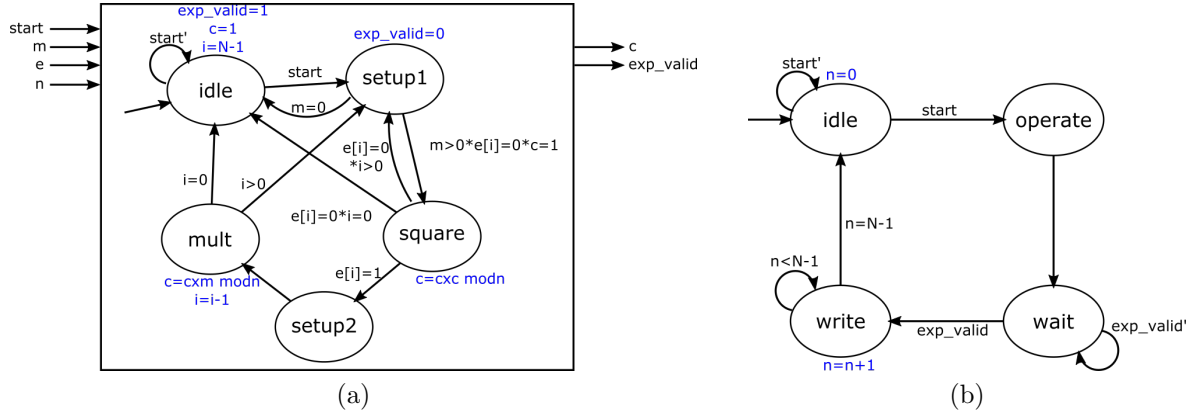 start
m
e
n
exp_valid=1
c=1
i=N-1
start'
idle
start
exp_valid=0
setup1
m=0
c
exp_valid
e[i]=0
*i>0
m>0*e[i]=0*c=1
i=0
i>0
e[i]=0*i=0
mult
square
c=cxm modn
i=i-1
e[i]=1
c=cxc modn
setup2
(a)
start'
n=0
idle
start
operate
n=N-1
n<N-1
write
exp_valid
wait
exp_valid'
n=n+1
(b)